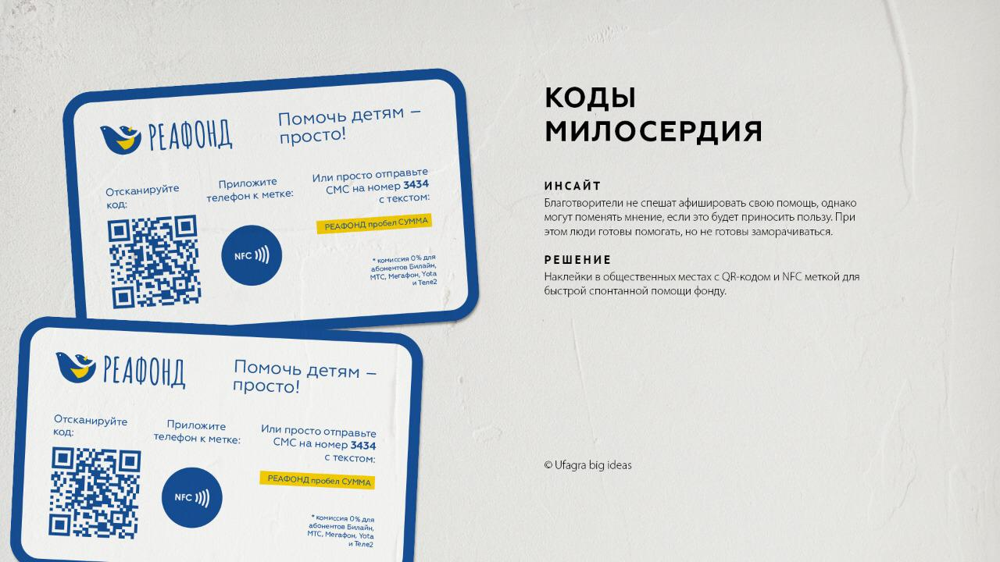 РЕАФОНД
Помочь детям –
просто!
Отсканируйте
код:
Приложите
телефон к метке:
Или просто отправьте
СМС на номер 3434
с текстом:
РЕАФОНД пробел СУММА
NFC
* комиссия 0% для
абонентов Билайн,
МТС, Мегафон, Yota
и Теле2
РЕАФОНД
Помочь детям –
просто!
Отсканируйте
код:
Приложите
телефон к метке:
Или просто отправьте
СМС на номер 3434
с текстом:
РЕАФОНД пробел СУММА
NFC
* комиссия 0% для
абонентов Билайн,
МТС, Мегафон, Yota
и Теле2
КОДЫ
МИЛОСЕРДИЯ
ИНСАЙТ
Благотворители не спешат афишировать свою помощь, однако
могут поменять мнение, если это будет приносить пользу. При
этом люди готовы помогать, но не готовы заморачиваться.
РЕШЕНИЕ
Наклейки в общественных местах с QR-кодом и NFC меткой для
быстрой спонтанной помощи фонду.
© Ufagra big ideas